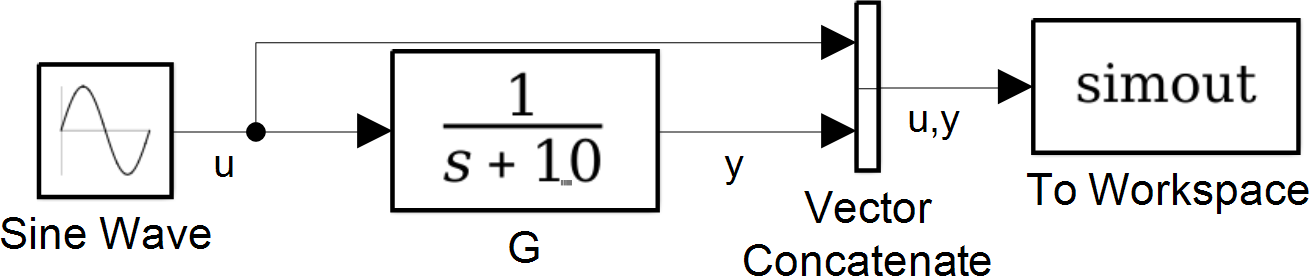 1
s + 10
simout
u
y
u,y
Sine Wave
G
Vector
Concatenate
To Workspace